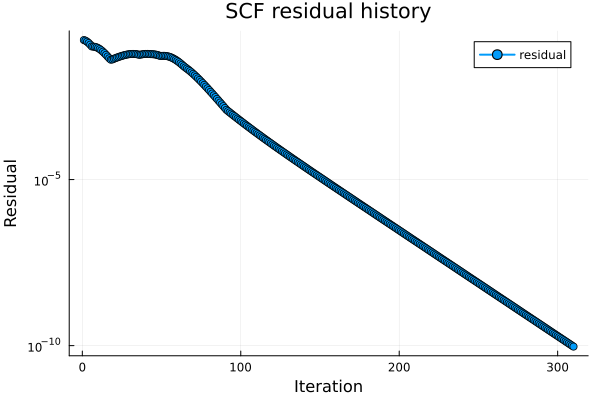 SCF residual history
residual
Residual
10⁻⁵
10⁻¹⁰
0
100
200
300
Iteration